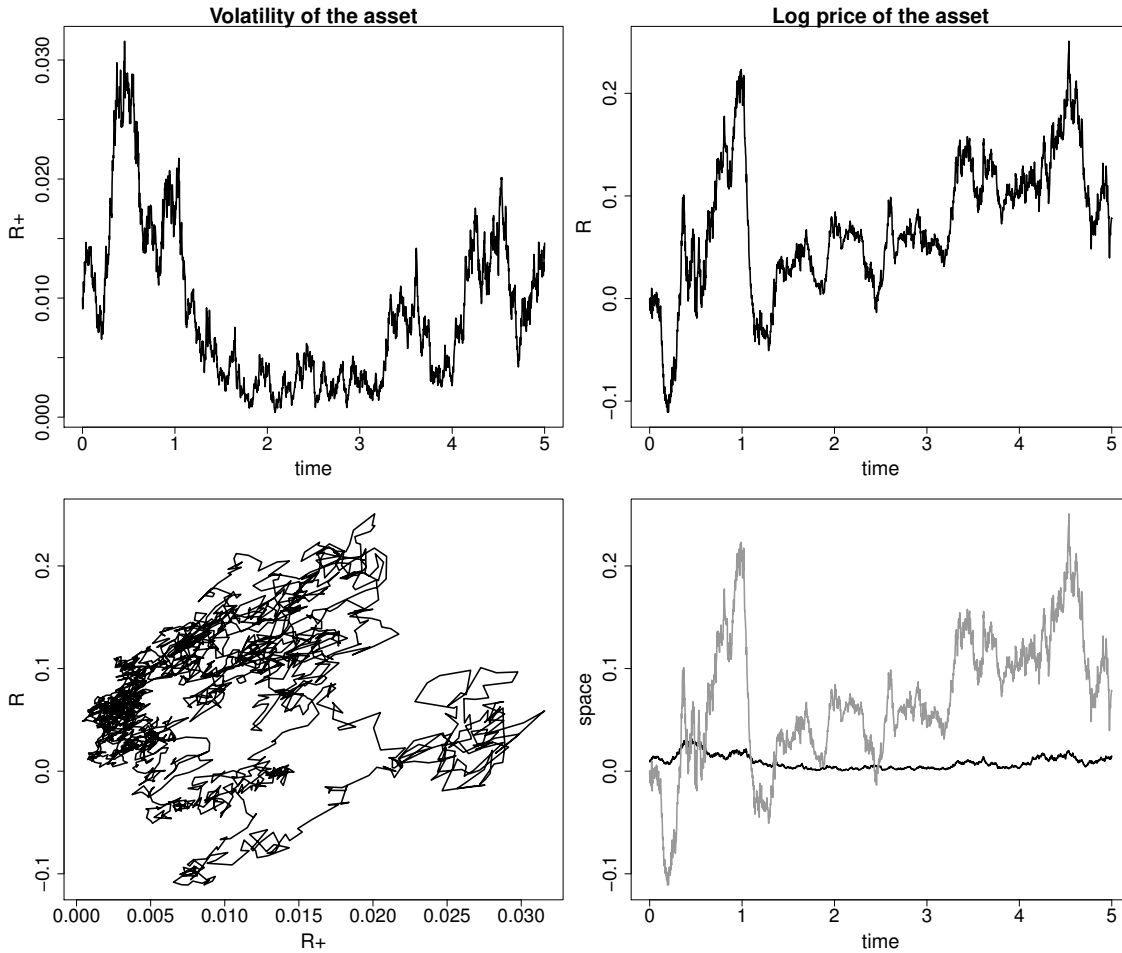 Volatility of the asset
R+
0.000 0.010 0.020 0.030
0 1 2 3 4 5
time
Log price of the asset
R
−0.1 0.0 0.1 0.2
0 1 2 3 4 5
time
R
−0.1 0.0 0.1 0.2
0.000 0.005 0.010 0.015 0.020 0.025 0.030
R+
space
−0.1 0.0 0.1 0.2
0 1 2 3 4 5
time